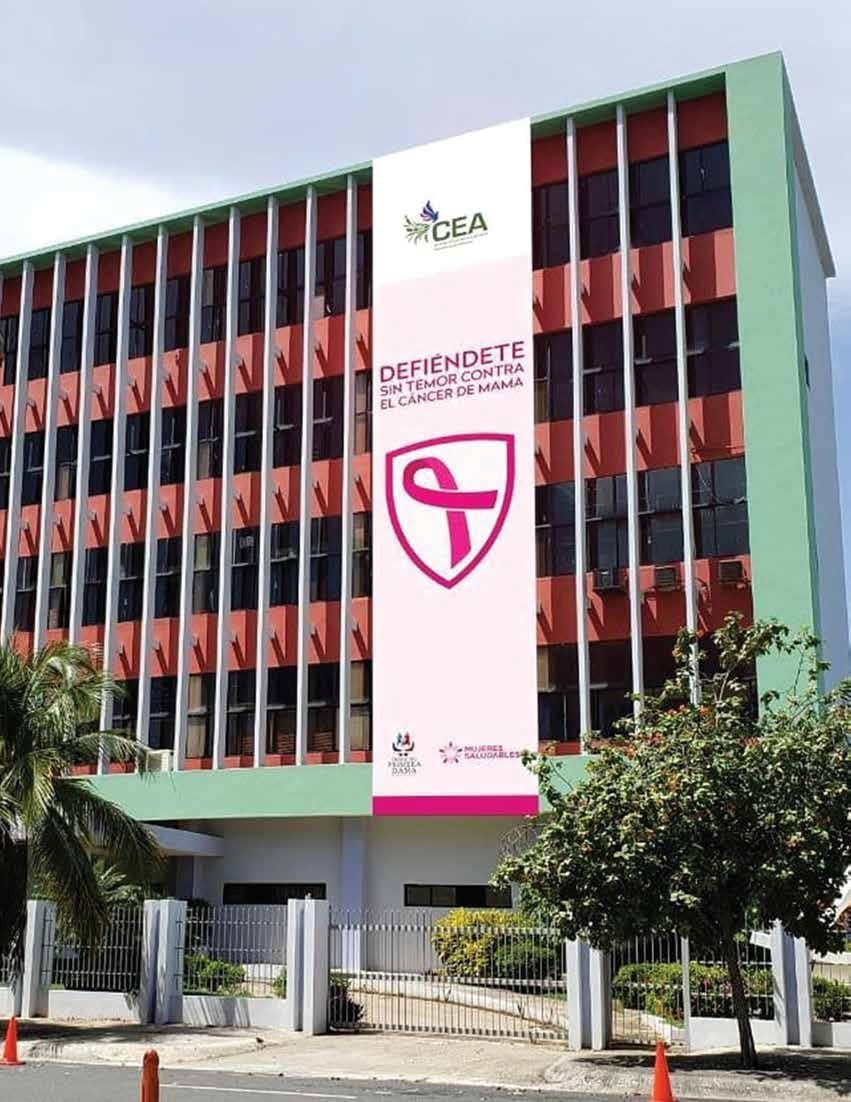 CEA
DEFIÉNDETE
SIN TEMOR CONTRA
EL CÁNCER DE MAMA
PRIMERA
DAMA
MUJERES
SALUDABLES